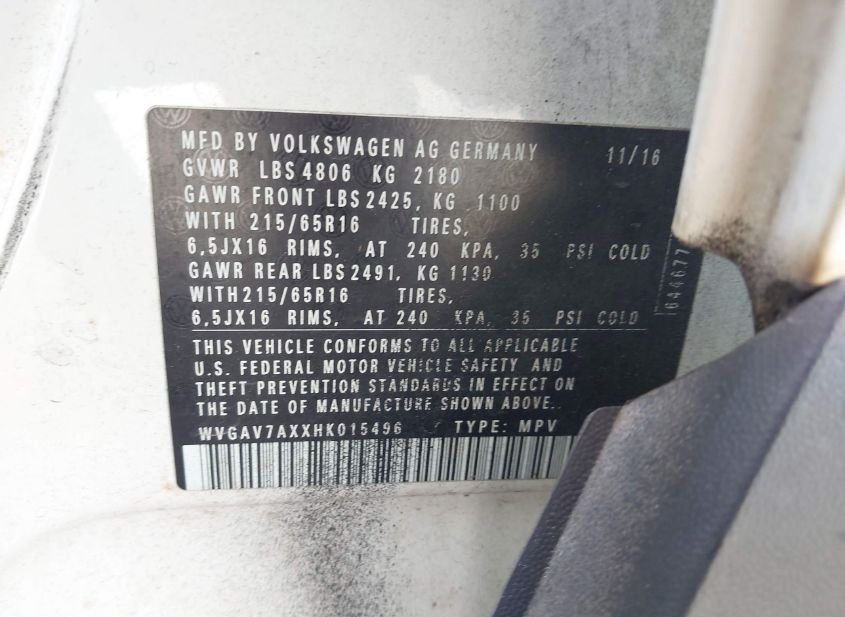 MFD BY VOLKSWAGEN AG GERMANY 11/16
GVWR LBS 4806 KG 2180
GAWR FRONT LBS 2425, KG 1100
WITH 215/65R16 TIRES,
6,5JX16 RIMS, AT 240 KPA, 35 PSI COLD
GAWR REAR LBS 2491, KG 1130
WITH 215/65R16 TIRES,
6,5JX16 RIMS, AT 240 KPA, 35 PSI COLD
THIS VEHICLE CONFORMS TO ALL APPLICABLE
U.S. FEDERAL MOTOR VEHICLE SAFETY AND
THEFT PREVENTION STANDARDS IN EFFECT ON
THE DATE OF MANUFACTURE SHOWN ABOVE..
WVGAV7AXXHK015496 TYPE: MPV